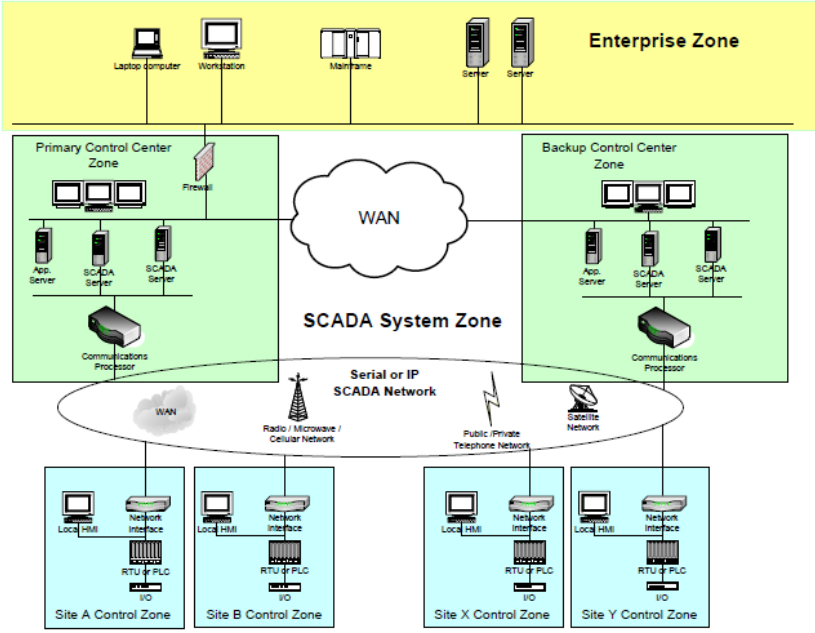 Enterprise Zone
Laptop computer
Workstation
Mainframe
Server
Server
Primary Control Center
Zone
Firewall
App.
Server
SCADA
Server
SCADA
Server
Communications
Processor
WAN
Backup Control Center
Zone
App.
Server
SCADA
Server
SCADA
Server
Communications
Processor
SCADA System Zone
Serial or IP
SCADA Network
WAN
Radio / Microwave /
Cellular Network
Public /Private
Telephone Network
Satellite
Network
Local HMI
Network
Interface
RTU or PLC
I/O
Site A Control Zone
Local HMI
Network
Interface
RTU or PLC
I/O
Site B Control Zone
Local HMI
Network
Interface
RTU or PLC
I/O
Site X Control Zone
Local HMI
Network
Interface
RTU or PLC
I/O
Site Y Control Zone